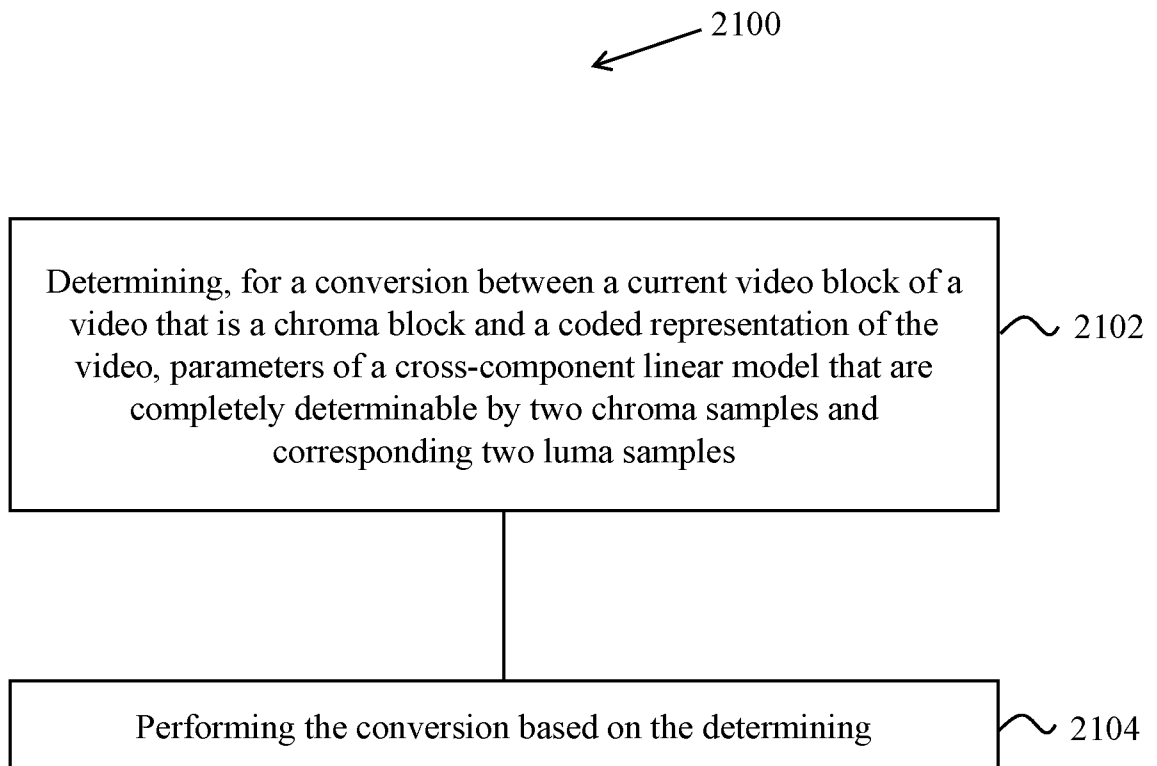 2100
Determining, for a conversion between a current video block of a
video that is a chroma block and a coded representation of the
video, parameters of a cross-component linear model that are
completely determinable by two chroma samples and
corresponding two luma samples
2102
Performing the conversion based on the determining
2104